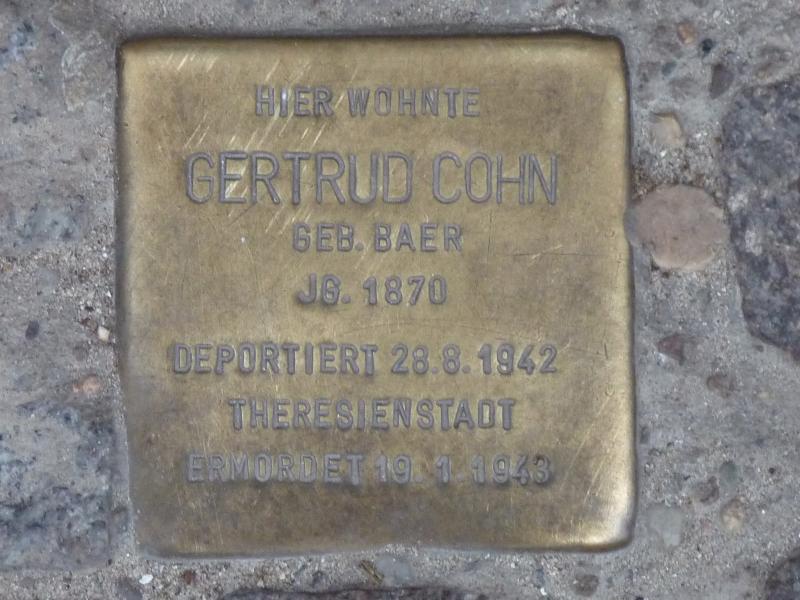 HIER WOHNTE
GERTRUD COHN
GEB. BAER
JG. 1870
DEPORTIERT 28.8.1942
THERESIENSTADT
ERMORDET 19.1.1943